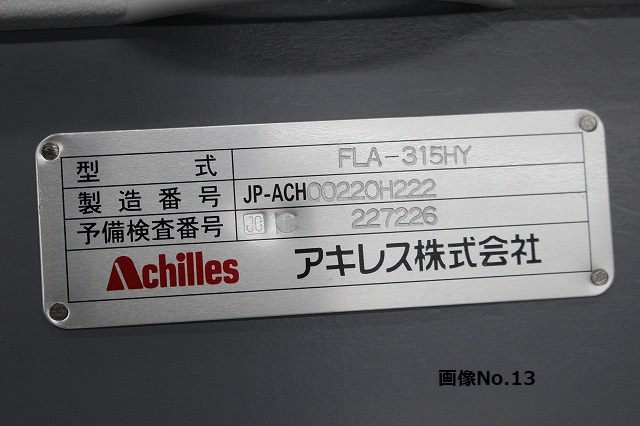 型式 FLA-315HY
製造番号 JP-ACH00220H222
予備検査番号 JCI C 227226
Achilles アキレス株式会社
画像No.13